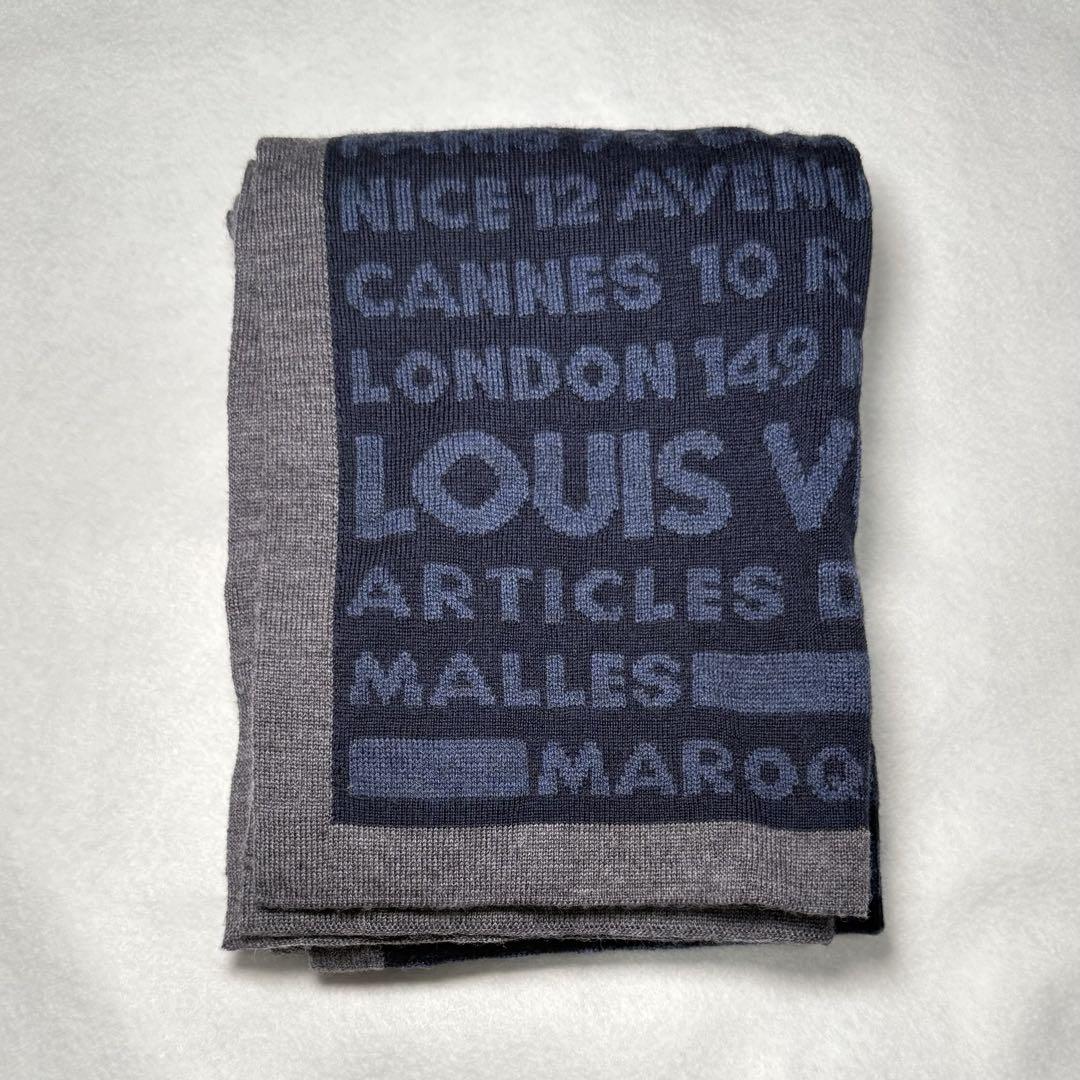 NICE 12 AVENU
CANNES 10 R
LONDON 149
LOUIS V
ARTICLES D
MALLES
MAROQ